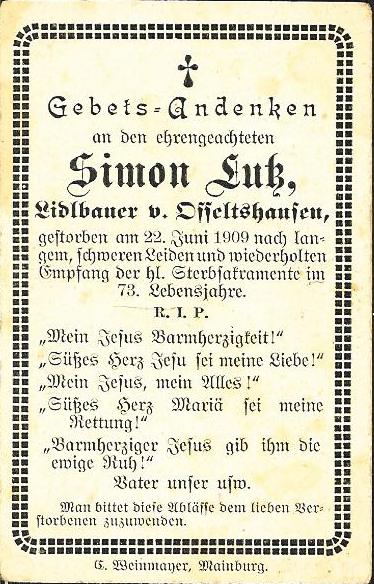 Gebets-Andenken
an den ehrengeachteten
Simon Lutz,
Lidlbauer v. Osseltshausen,
gestorben am 22. Juni 1909 nach lan-
gem, schweren Leiden und wiederholten
Empfang der hl. Sterbsakramente im
73. Lebensjahre.
R. I. P.
„Mein Jesus Barmherzigkeit!“
„Süßes Herz Jesu sei meine Liebe!“
„Mein Jesus, mein Alles!“
„Süßes Herz Mariä sei meine
Rettung!“
„Barmherziger Jesus gib ihm die
ewige Ruh!“
Vater unser usw.
Man bittet diese Ablässe dem lieben Ver-
storbenen zuzuwenden.
C. Weinmayer, Mainburg.